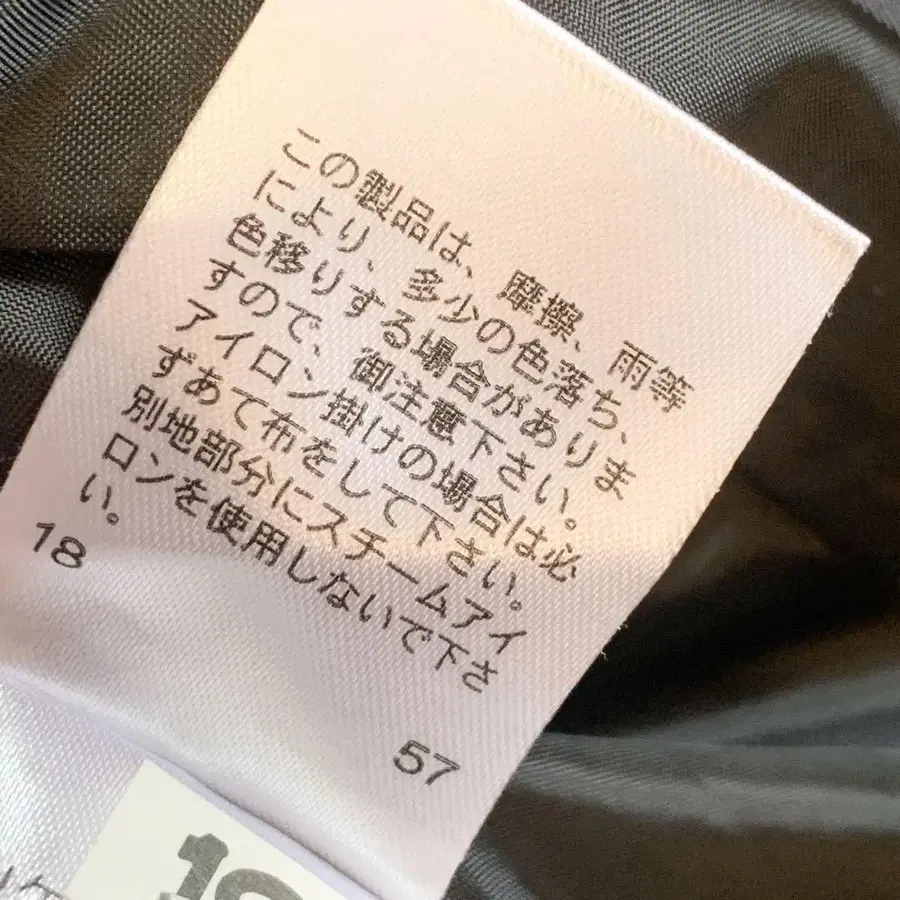 この製品は、摩擦、雨等
により、多少の色落ち、
色移りする場合がありま
すので、御注意下さい。
アイロン掛けの場合は必
ずあて布をして下さい。
別地部分にスチームアイ
ロンを使用しないで下さ
い。
18
57